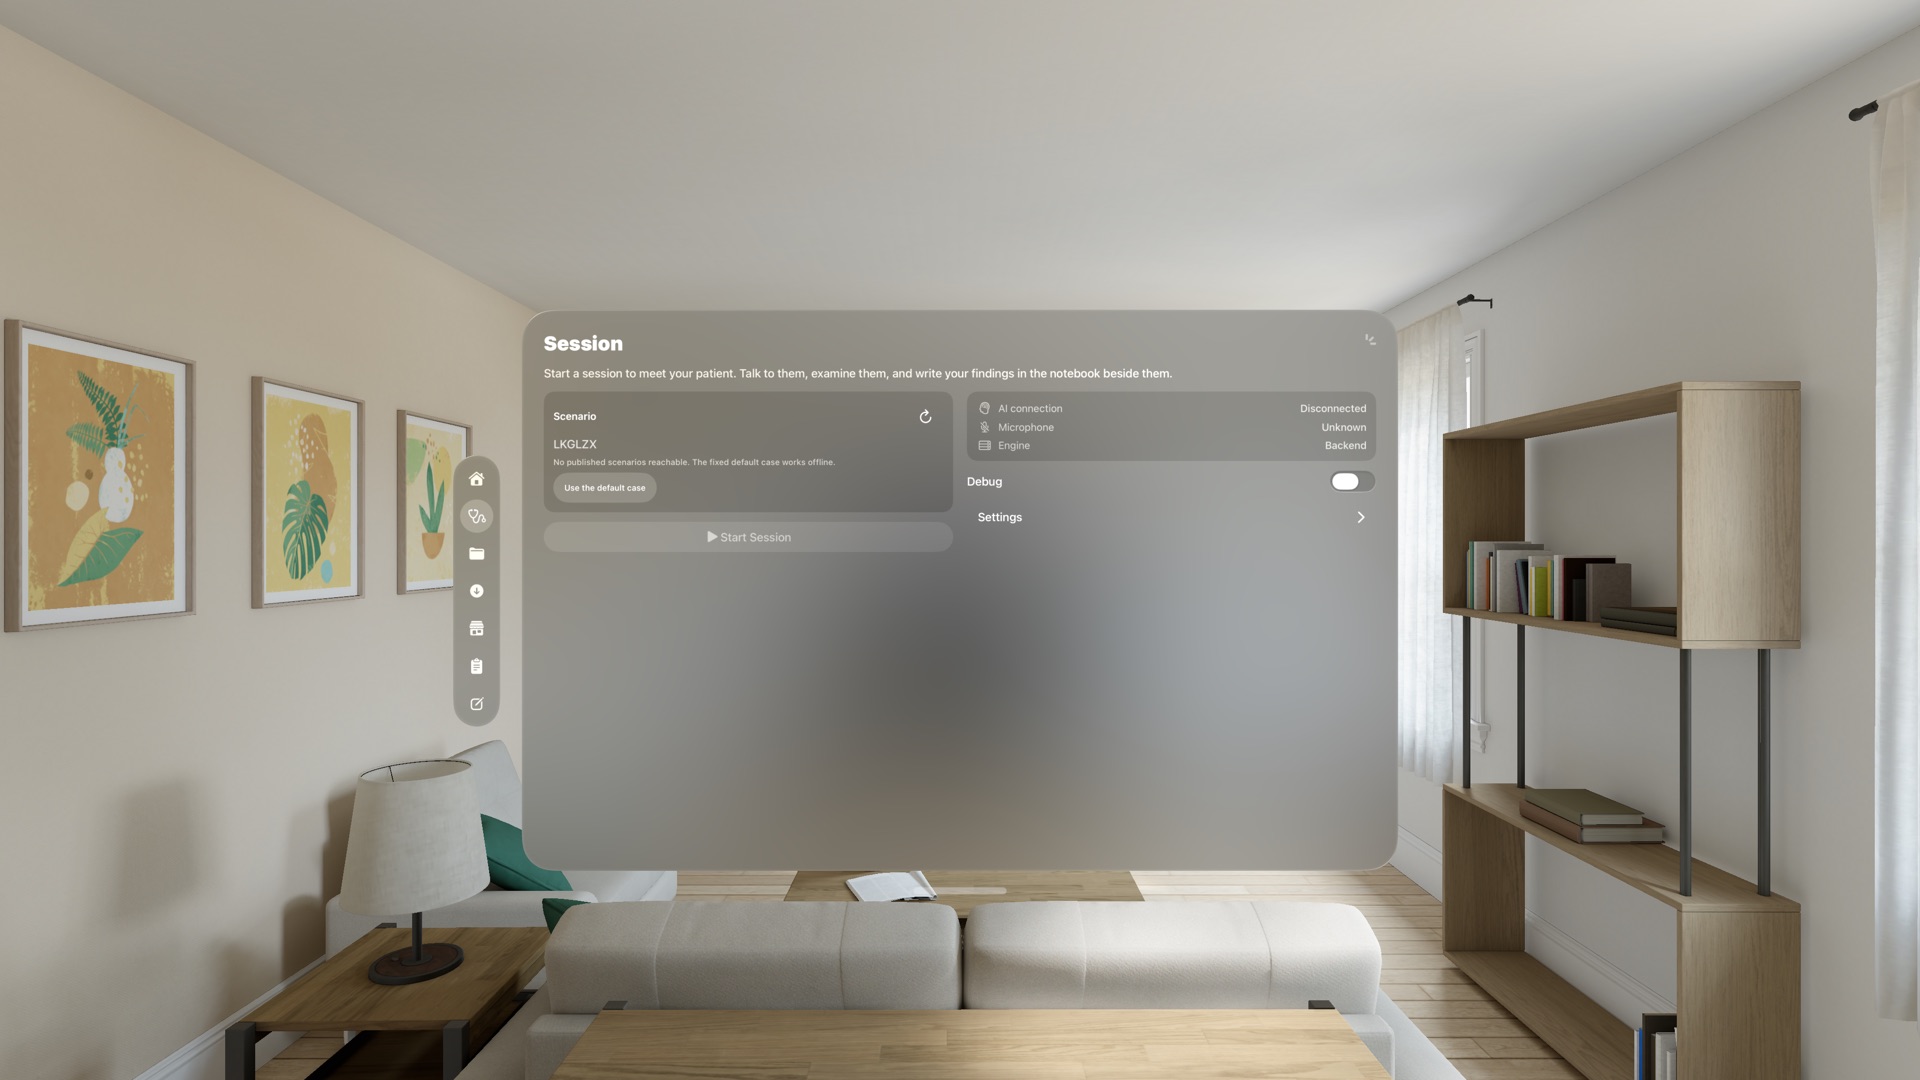 Session
Start a session to meet your patient. Talk to them, examine them, and write your findings in the notebook beside them.
Scenario
LKGLZX
No published scenarios reachable. The fixed default case works offline.
Use the default case
Start Session
AI connection Disconnected
Microphone Unknown
Engine Backend
Debug
Settings